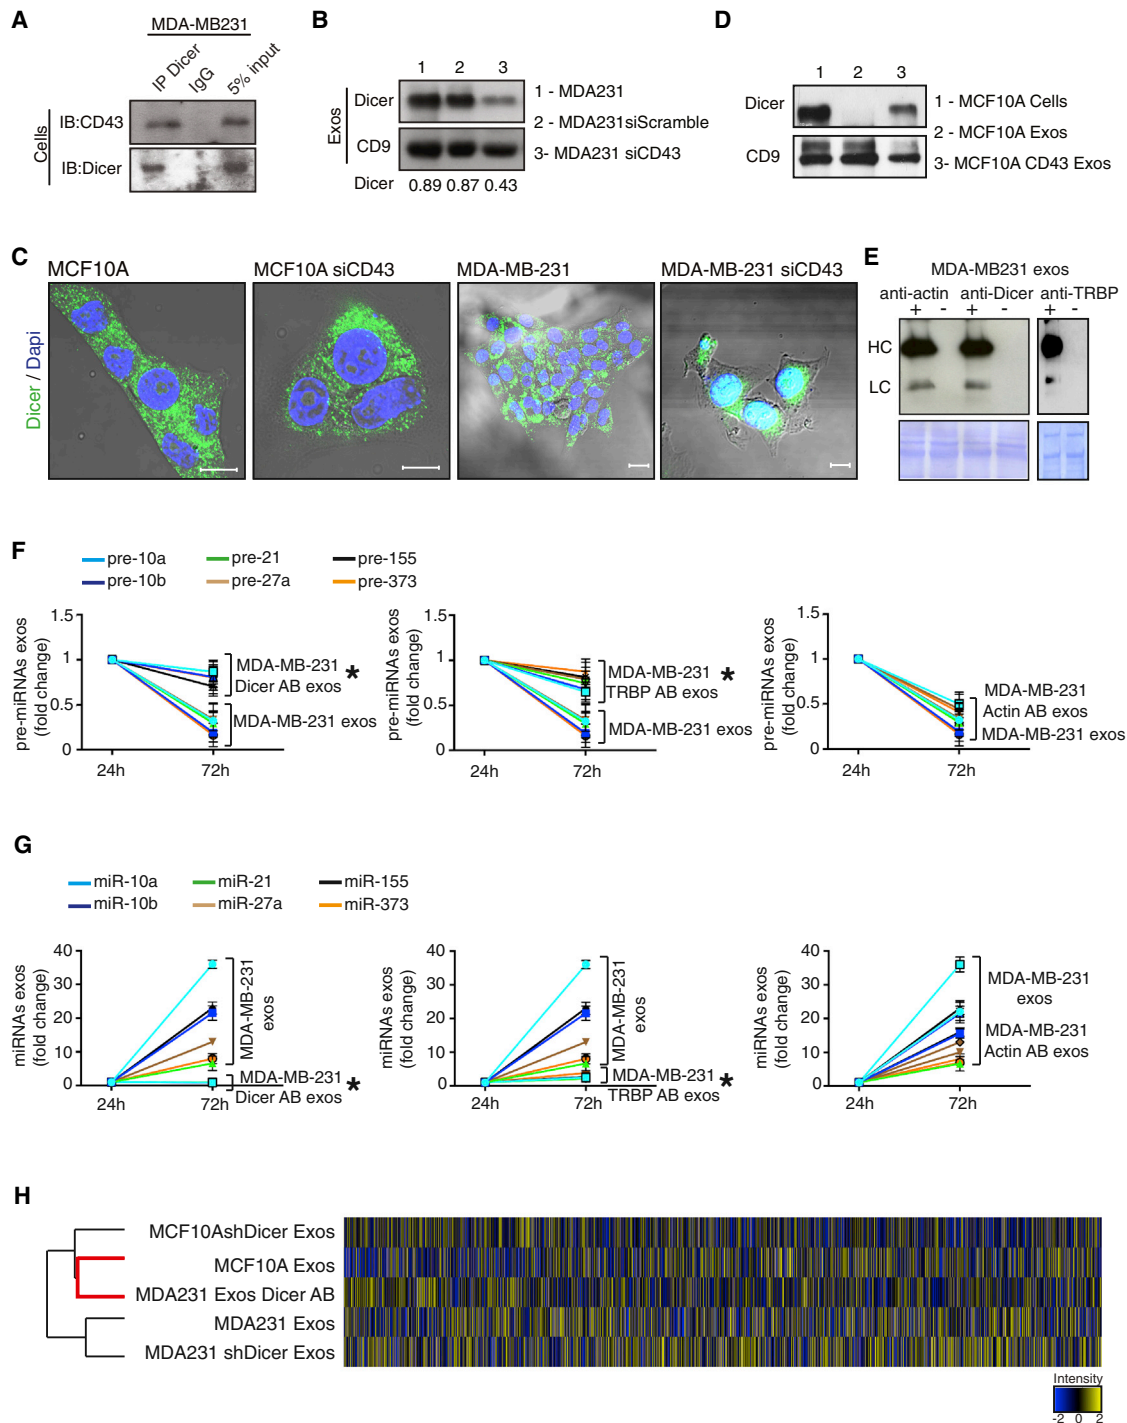 A
MDA-MB231
IP Dicer
IgG
5% input
Cells
IB:CD43
IB:Dicer
B
1 2 3
Exos
Dicer
CD9
Dicer 0.89 0.87 0.43
1 - MDA231
2 - MDA231siScramble
3- MDA231 siCD43
D
1 2 3
Dicer
CD9
1 - MCF10A Cells
2 - MCF10A Exos
3- MCF10A CD43 Exos
C
Dicer / Dapi
MCF10A
MCF10A siCD43
MDA-MB-231
MDA-MB-231 siCD43
E
MDA-MB231 exos
anti-actin anti-Dicer anti-TRBP
+ - + - + -
HC
LC
F
pre-10a pre-21 pre-155
pre-10b pre-27a pre-373
pre-miRNAs exos
(fold change)
1.5
1
0.5
0
24h 72h
MDA-MB-231
Dicer AB exos
*
MDA-MB-231 exos
pre-miRNAs exos
(fold change)
1.5
1
0.5
0
24h 72h
MDA-MB-231
TRBP AB exos
*
MDA-MB-231 exos
pre-miRNAs exos
(fold change)
1.5
1
0.5
0
24h 72h
MDA-MB-231
Actin AB exos
MDA-MB-231 exos
G
miR-10a miR-21 miR-155
miR-10b miR-27a miR-373
miRNAs exos
(fold change)
40
30
20
10
0
24h 72h
MDA-MB-231
exos
MDA-MB-231
Dicer AB exos
*
miRNAs exos
(fold change)
40
30
20
10
0
24h 72h
MDA-MB-231
exos
MDA-MB-231
TRBP AB exos
*
miRNAs exos
(fold change)
40
30
20
10
0
24h 72h
MDA-MB-231
exos
MDA-MB-231
Actin AB exos
H
MCF10AshDicer Exos
MCF10A Exos
MDA231 Exos Dicer AB
MDA231 Exos
MDA231 shDicer Exos
Intensity
-2 0 2